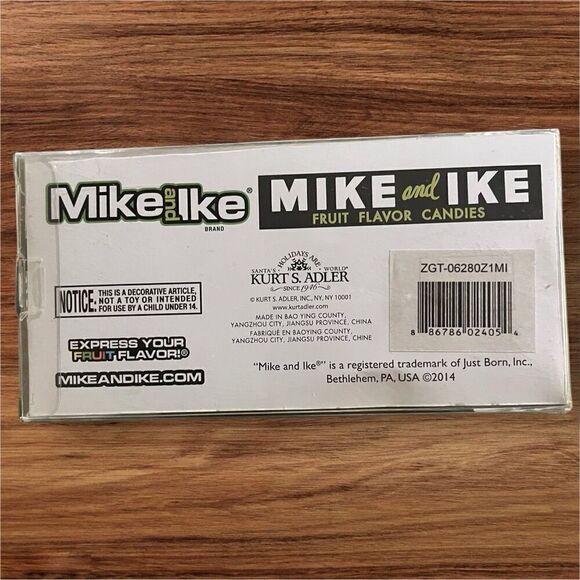 Mike and Ike®
BRAND
MIKE and IKE
FRUIT FLAVOR CANDIES
NOTICE: THIS IS A DECORATIVE ARTICLE,
NOT A TOY OR INTENDED
FOR USE BY A CHILD UNDER 14.
EXPRESS YOUR
FRUIT FLAVOR!®
MIKEANDIKE.COM
HOLIDAYS ARE
SANTA'S WORLD®
KURT S. ADLER
SINCE 1946
© KURT S. ADLER, INC., NY, NY 10001
www.kurtadler.com
MADE IN BAO YING COUNTY,
YANGZHOU CITY, JIANGSU PROVINCE, CHINA
FABRIQUÉ EN BAOYING COUNTY,
YANGZHOU CITY, JIANGSU PROVINCE, CHINE
ZGT-06280Z1MI
8 86786 02405 4
“Mike and Ike®” is a registered trademark of Just Born, Inc.,
Bethlehem, PA, USA ©2014